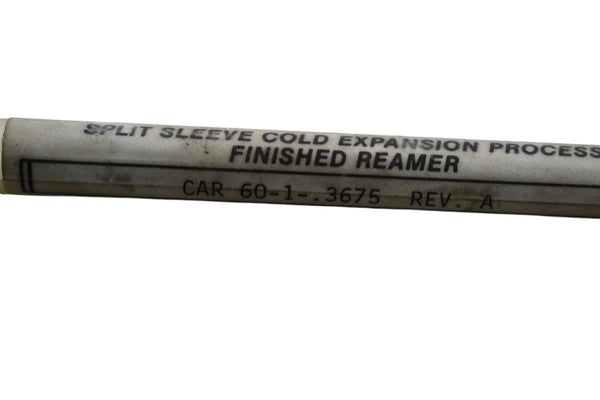 SPLIT SLEEVE COLD EXPANSION PROCESS
FINISHED REAMER
CAR 60-1-.3675 REV. A